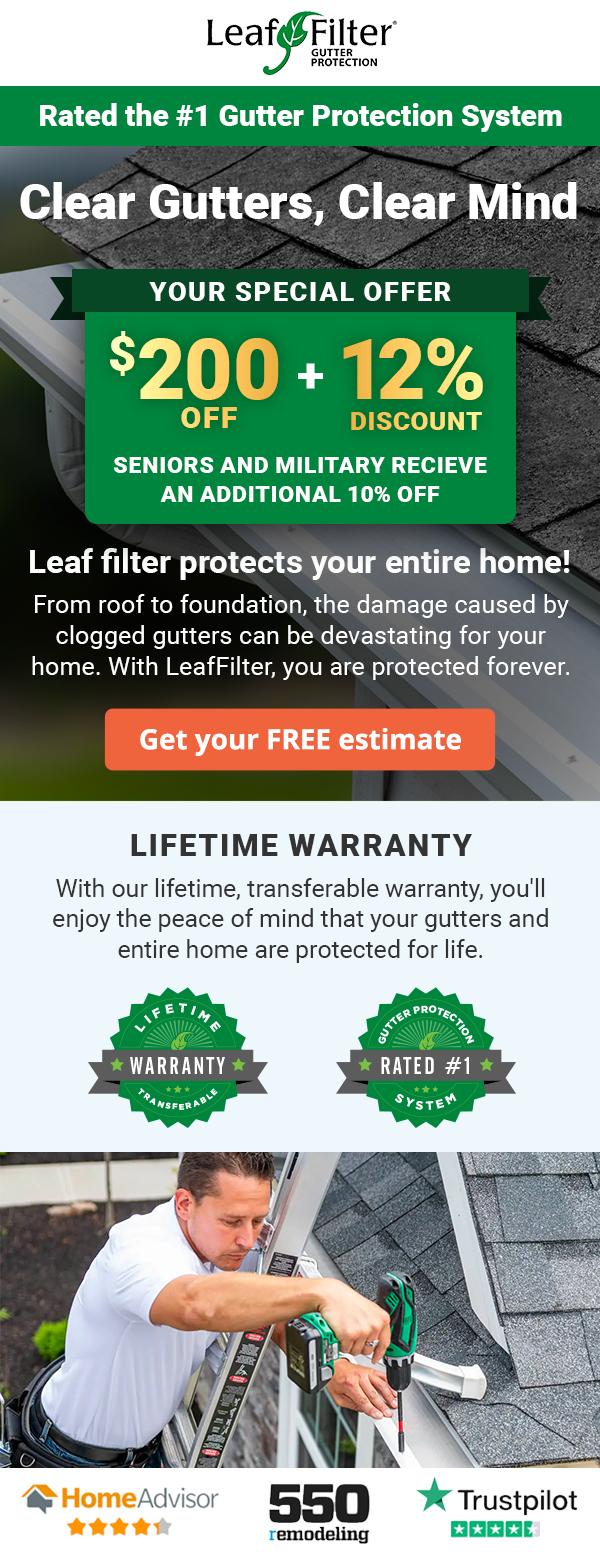 LeafFilter®
GUTTER
PROTECTION
Rated the #1 Gutter Protection System
Clear Gutters, Clear Mind
YOUR SPECIAL OFFER
$200 + 12%
OFF DISCOUNT
SENIORS AND MILITARY RECIEVE
AN ADDITIONAL 10% OFF
Leaf filter protects your entire home!
From roof to foundation, the damage caused by
clogged gutters can be devastating for your
home. With LeafFilter, you are protected forever.
Get your FREE estimate
LIFETIME WARRANTY
With our lifetime, transferable warranty, you'll
enjoy the peace of mind that your gutters and
entire home are protected for life.
LIFETIME
WARRANTY
TRANSFERABLE
GUTTER PROTECTION
RATED #1
SYSTEM
HomeAdvisor
550
remodeling
Trustpilot